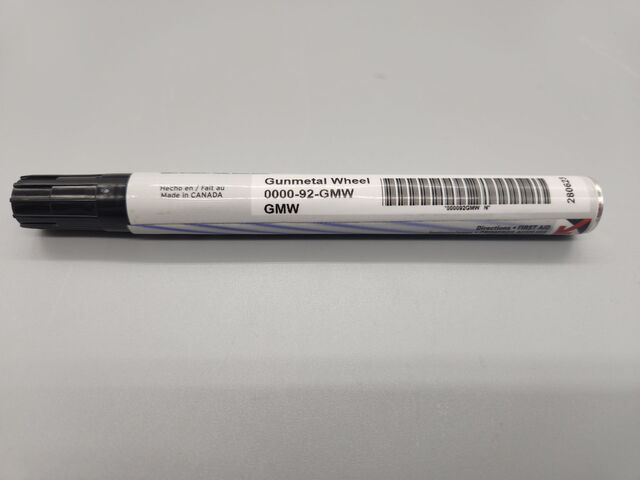 Hecho en / Fait au
Made in CANADA
Gunmetal Wheel
0000-92-GMW
GMW
*000092GMW N*
280623
Directions • FIRST AID